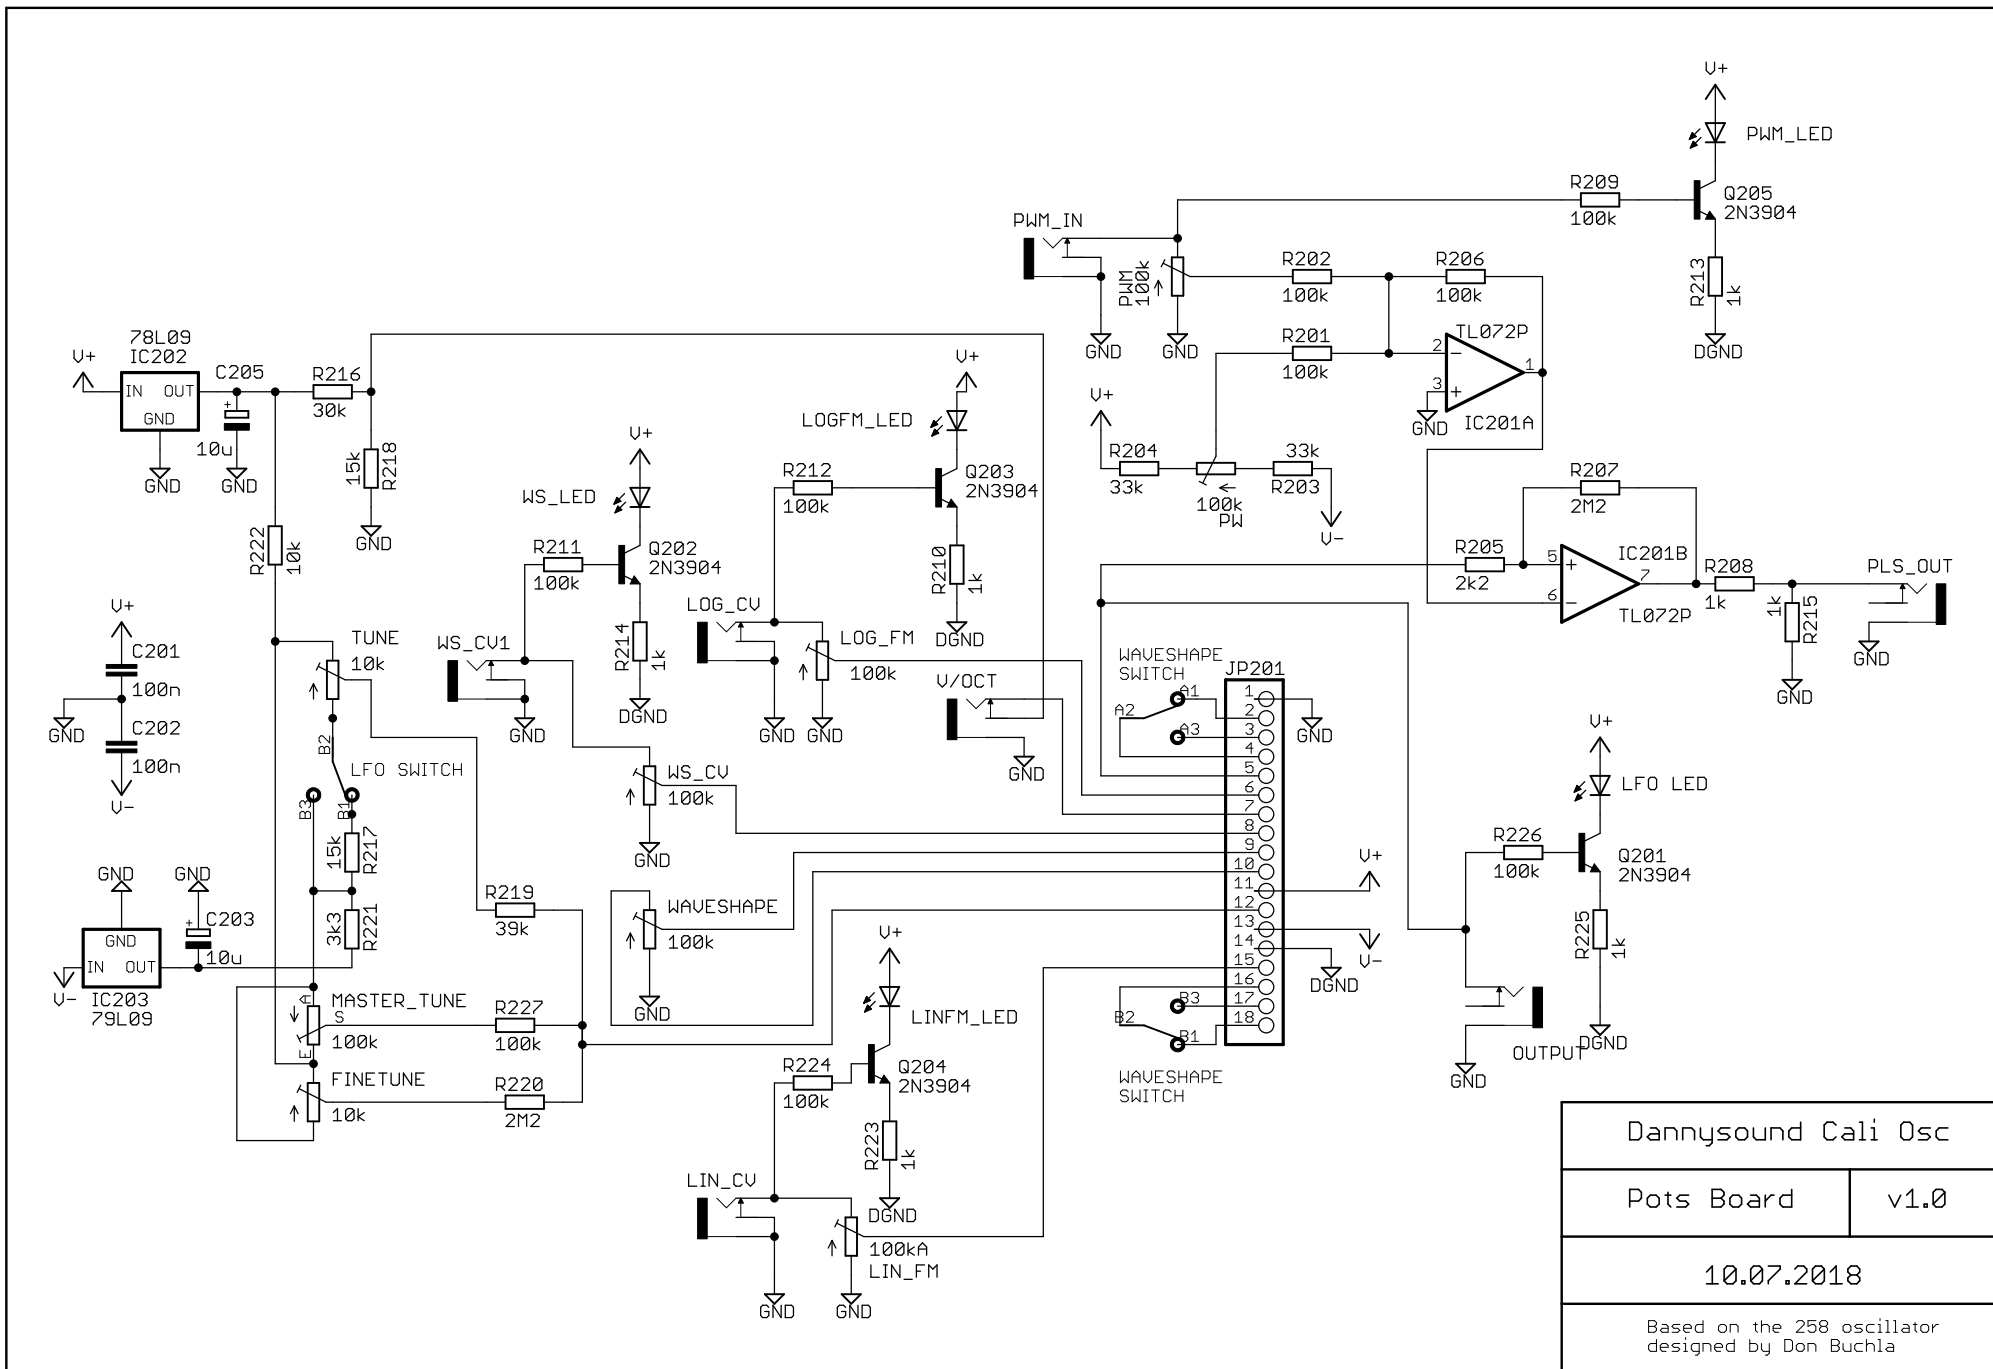 V+
PWM_LED
R209
100k
Q205
2N3904
PWM_IN
PWM
100k
R202
100k
R206
100k
R213
1k
GND
GND
R201
100k
TL072P
2
3
1
GND
IC201A
DGND
78L09
IC202
V+
IN
OUT
GND
C205
+
10u
R216
30k
GND
GND
15k
R218
GND
V+
LOGFM_LED
V+
WS_LED
R212
100k
Q203
2N3904
V+
R204
33k
100k
PW
33k
R203
V-
R207
2M2
R222
10k
R211
100k
Q202
2N3904
R210
1k
DGND
R205
2k2
5
6
7
IC201B
TL072P
R208
1k
1k
R215
PLS_OUT
GND
GND
V+
C201
100n
GND
C202
100n
V-
TUNE
10k
WS_CV1
GND
R214
1k
DGND
LOG_CV
LOG_FM
100k
GND
GND
V/OCT
GND
WAVESHAPE
SWITCH
JP201
A1
A2
A3
1
2
3
4
5
6
7
8
9
10
11
12
13
14
15
16
17
18
GND
B2
LFO SWITCH
B3
B1
WS_CV
100k
GND
V+
LFO LED
15k
R217
R226
100k
Q201
2N3904
V+
GND
GND
C203
+
10u
GND
IN
OUT
V-
IC203
79L09
3k3
R221
R219
39k
WAVESHAPE
100k
GND
V+
V-
DGND
R225
1k
A
MASTER_TUNE
S
100k
E
R227
100k
LINFM_LED
B3
B2
B1
OUTPUT
DGND
GND
FINETUNE
10k
R220
2M2
R224
100k
Q204
2N3904
WAVESHAPE
SWITCH
R223
1k
DGND
LIN_CV
100kA
LIN_FM
GND
GND
Dannysound Cali Osc
Pots Board
v1.0
10.07.2018
Based on the 258 oscillator
designed by Don Buchla